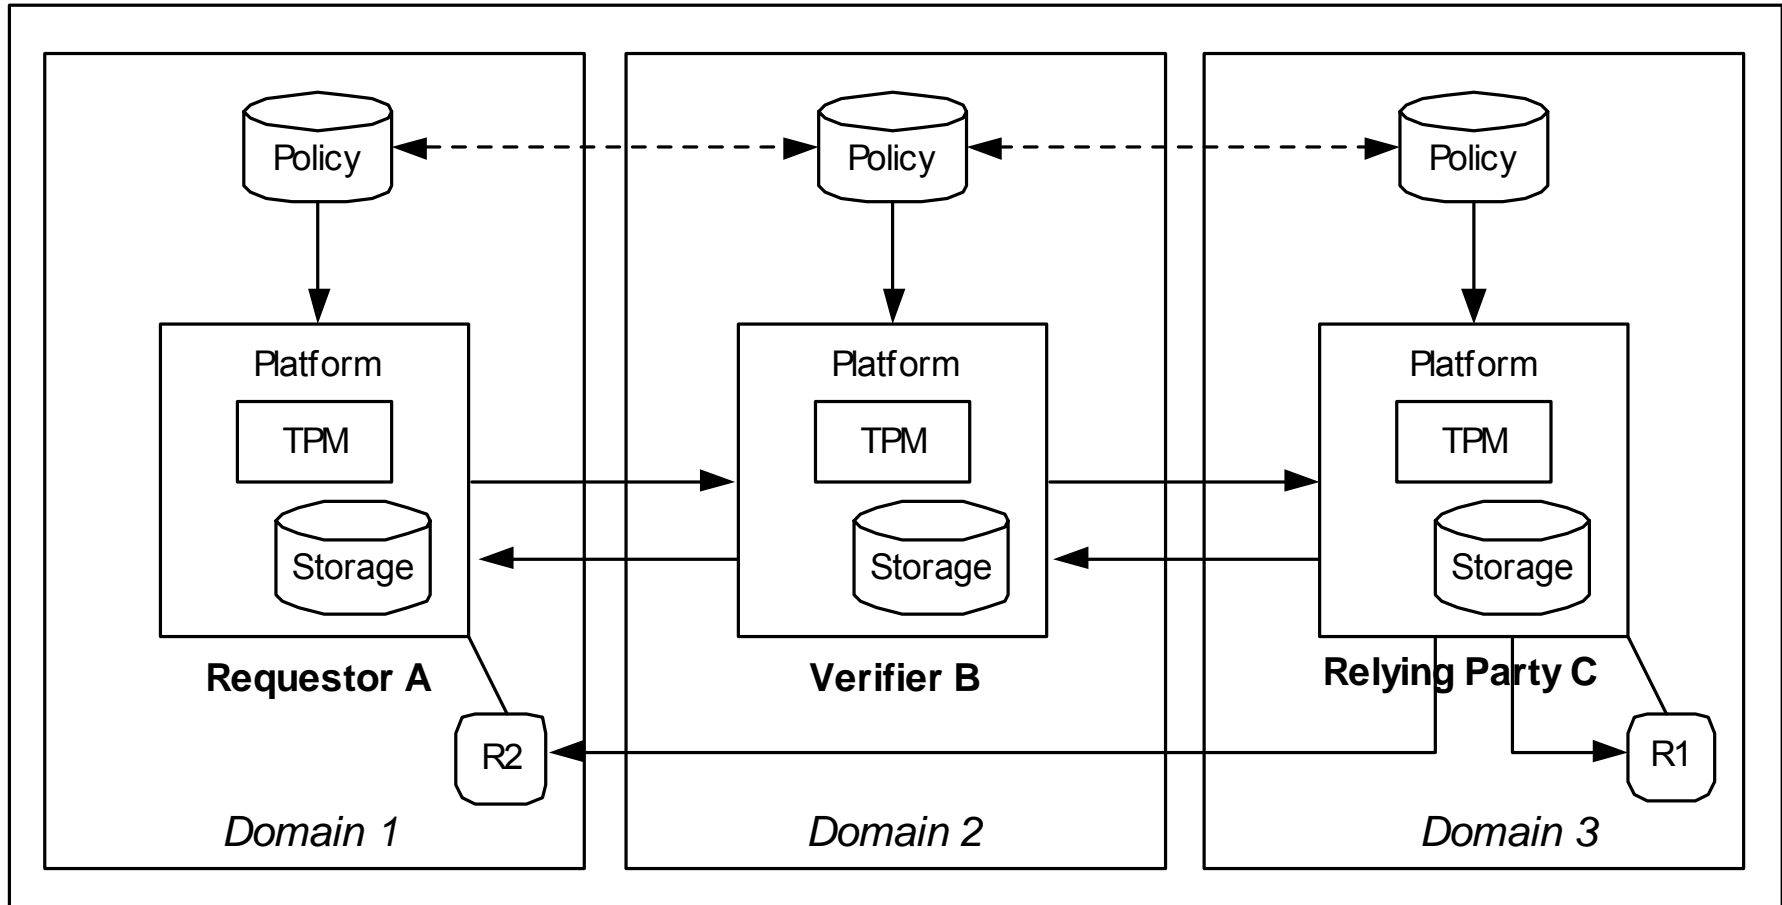 Policy
Policy
Policy
Platform
Platform
Platform
TPM
TPM
TPM
Storage
Storage
Storage
Requestor A
Verifier B
Relying Party C
R2
R1
Domain 1
Domain 2
Domain 3